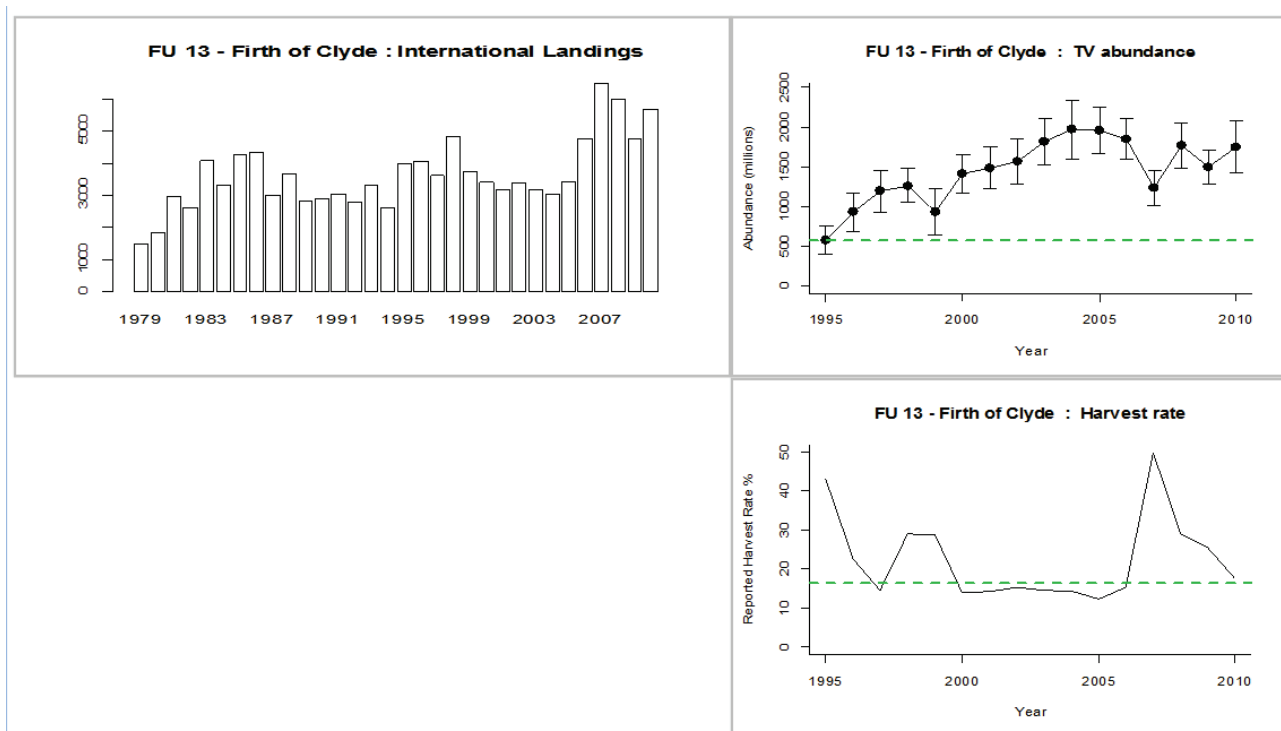 FU 13 - Firth of Clyde : International Landings
5000
3000
1000
0
1979 1983 1987 1991 1995 1999 2003 2007
FU 13 - Firth of Clyde : TV abundance
Abundance (millions)
2500
2000
1500
1000
500
0
1995 2000 2005 2010
Year
FU 13 - Firth of Clyde : Harvest rate
Reported Harvest Rate %
50
40
30
20
10
0
1995 2000 2005 2010
Year